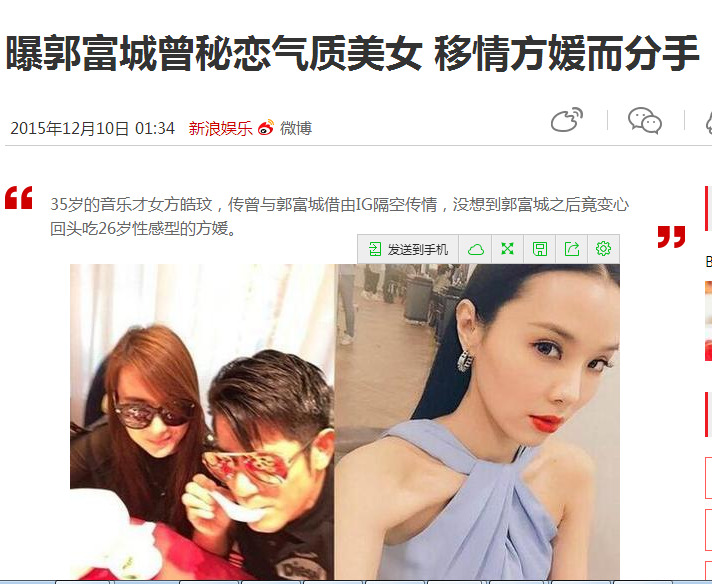 曝郭富城曾秘恋气质美女 移情方媛而分手
2015年12月10日 01:34 新浪娱乐 微博
35岁的音乐才女方皓玟，传曾与郭富城借由IG隔空传情，没想到郭富城之后竟变心
回头吃26岁性感型的方媛。
发送到手机